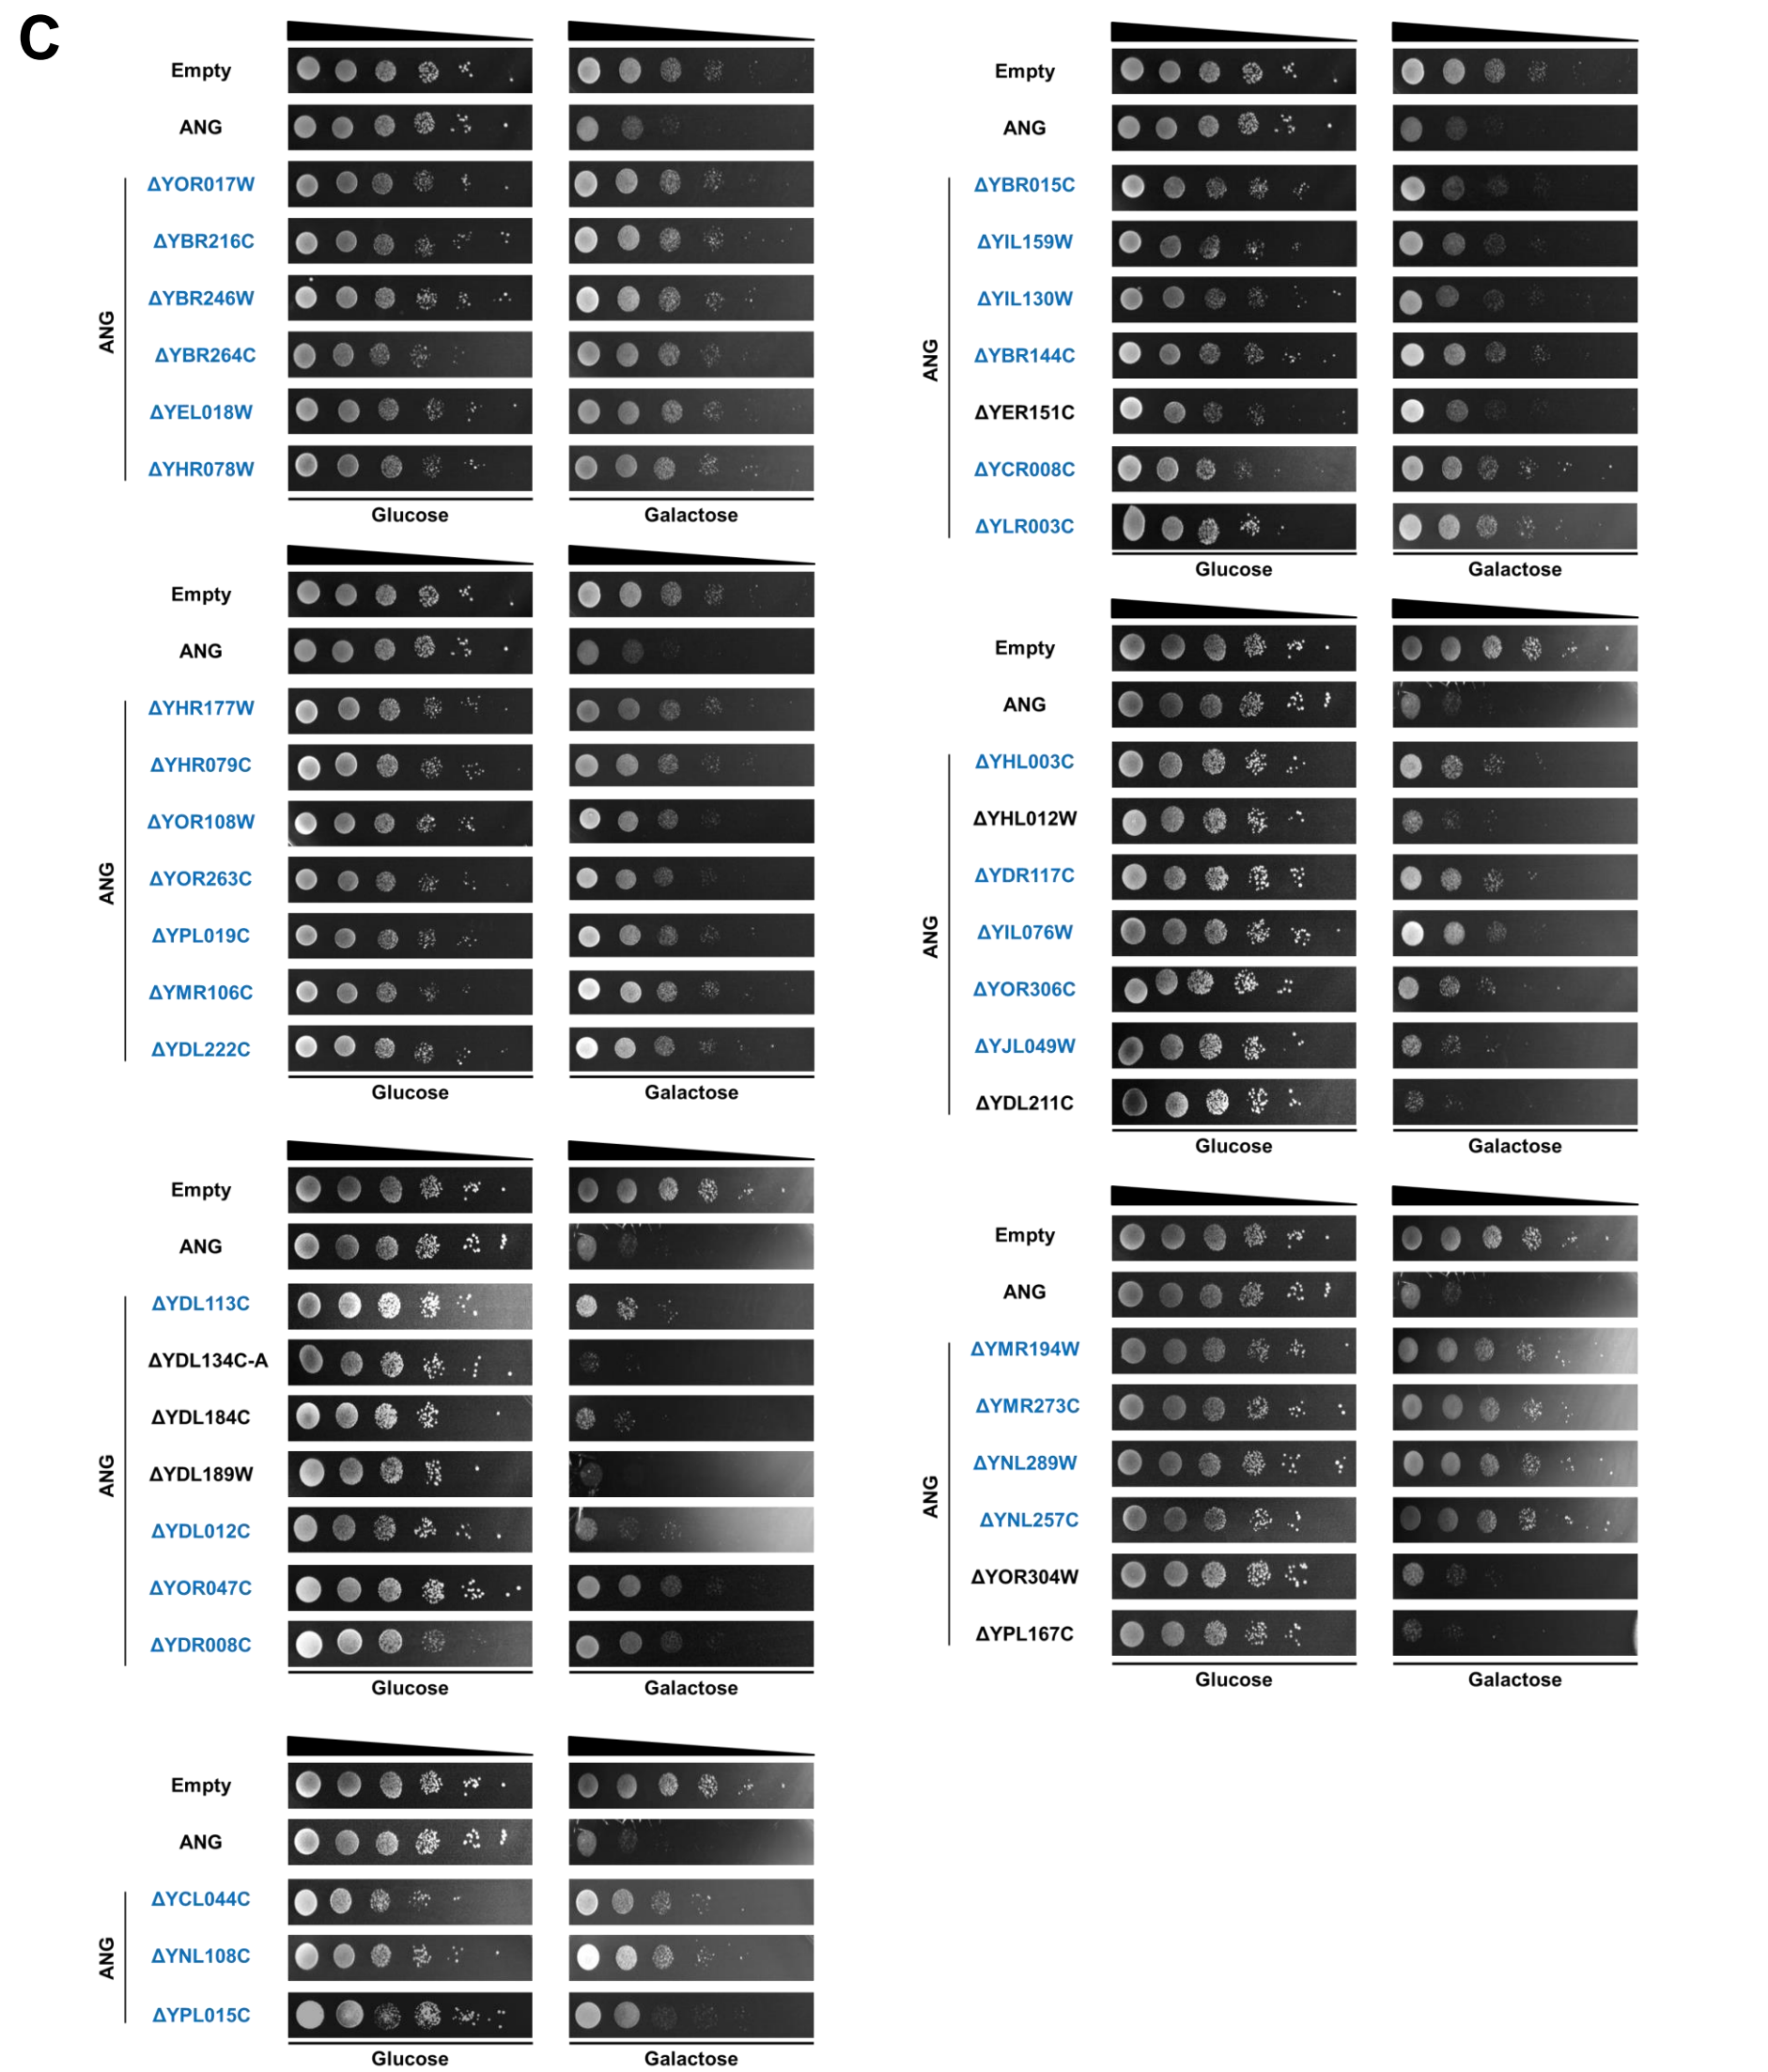 C
Empty
ANG
ΔYOR017W
ΔYBR216C
ΔYBR246W
ΔYBR264C
ΔYEL018W
ΔYHR078W
ANG
Glucose Galactose
Empty
ANG
ΔYHR177W
ΔYHR079C
ΔYOR108W
ΔYOR263C
ΔYPL019C
ΔYMR106C
ΔYDL222C
ANG
Glucose Galactose
Empty
ANG
ΔYDL113C
ΔYDL134C-A
ΔYDL184C
ΔYDL189W
ΔYDL012C
ΔYOR047C
ΔYDR008C
ANG
Glucose Galactose
Empty
ANG
ΔYCL044C
ΔYNL108C
ΔYPL015C
ANG
Glucose Galactose
Empty
ANG
ΔYBR015C
ΔYIL159W
ΔYIL130W
ΔYBR144C
ΔYER151C
ΔYCR008C
ΔYLR003C
ANG
Glucose Galactose
Empty
ANG
ΔYHL003C
ΔYHL012W
ΔYDR117C
ΔYIL076W
ΔYOR306C
ΔYJL049W
ΔYDL211C
ANG
Glucose Galactose
Empty
ANG
ΔYMR194W
ΔYMR273C
ΔYNL289W
ΔYNL257C
ΔYOR304W
ΔYPL167C
ANG
Glucose Galactose